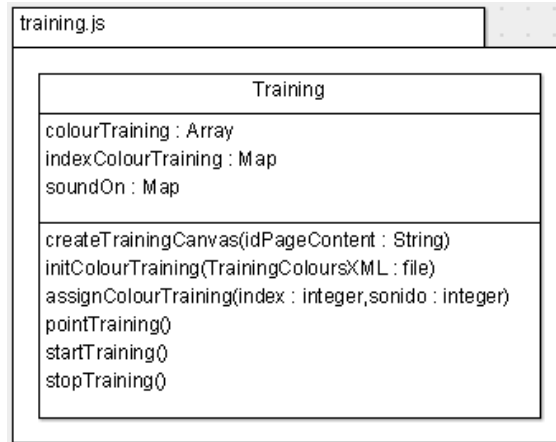 training.js
Training
colourTraining : Array
indexColourTraining : Map
soundOn : Map
createTrainingCanvas(idPageContent : String)
initColourTraining(TrainingColoursXML : file)
assignColourTraining(index : integer,sonido : integer)
pointTraining()
startTraining()
stopTraining()